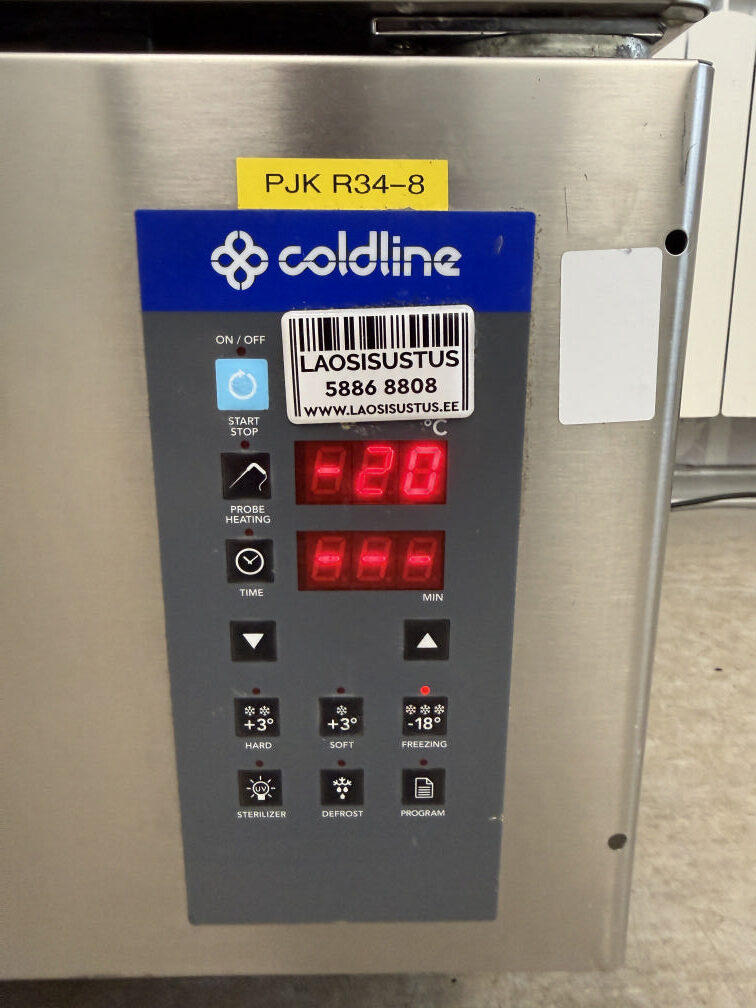 PJK R34-8
coldline
ON / OFF
LAOSISUSTUS
5886 8808
WWW.LAOSISUSTUS.EE
START
STOP
°C
-20
PROBE
HEATING
---
TIME
MIN
+3°
+3°
-18°
HARD
SOFT
FREEZING
UV
STERILIZER
DEFROST
PROGRAM